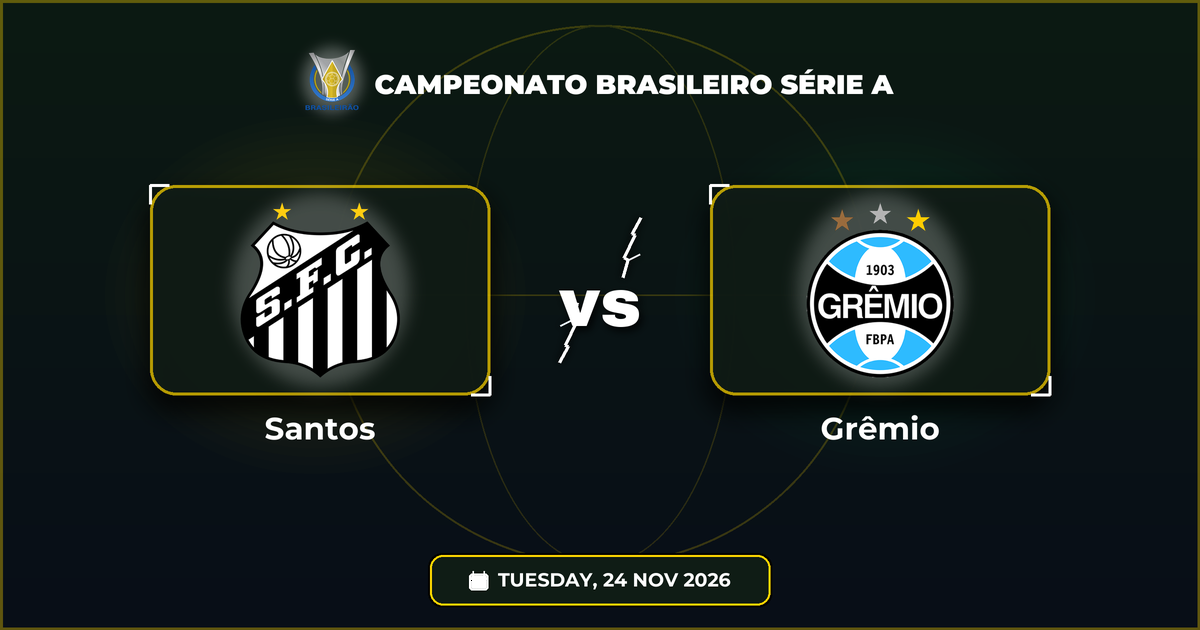 CAMPEONATO BRASILEIRO SÉRIE A
S.F.C.
VS
1903
GRÊMIO
FBPA
Santos
Grêmio
TUESDAY, 24 NOV 2026